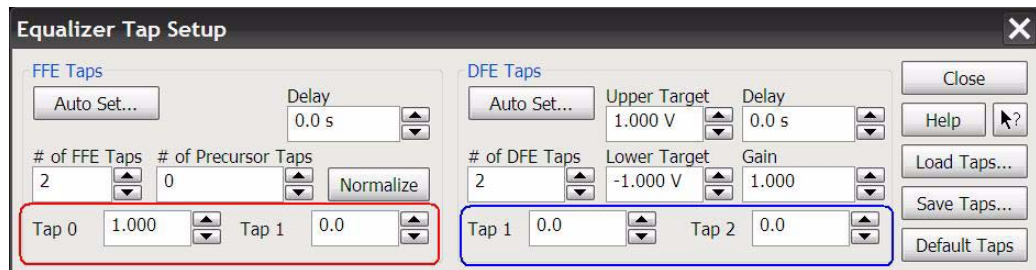 Equalizer Tap Setup
FFE Taps
Auto Set...
Delay
0.0 s
# of FFE Taps
2
# of Precursor Taps
0
Normalize
Tap 0
1.000
Tap 1
0.0
DFE Taps
Auto Set...
Upper Target
1.000 V
Delay
0.0 s
# of DFE Taps
2
Lower Target
-1.000 V
Gain
1.000
Tap 1
0.0
Tap 2
0.0
Close
Help
?
Load Taps...
Save Taps...
Default Taps